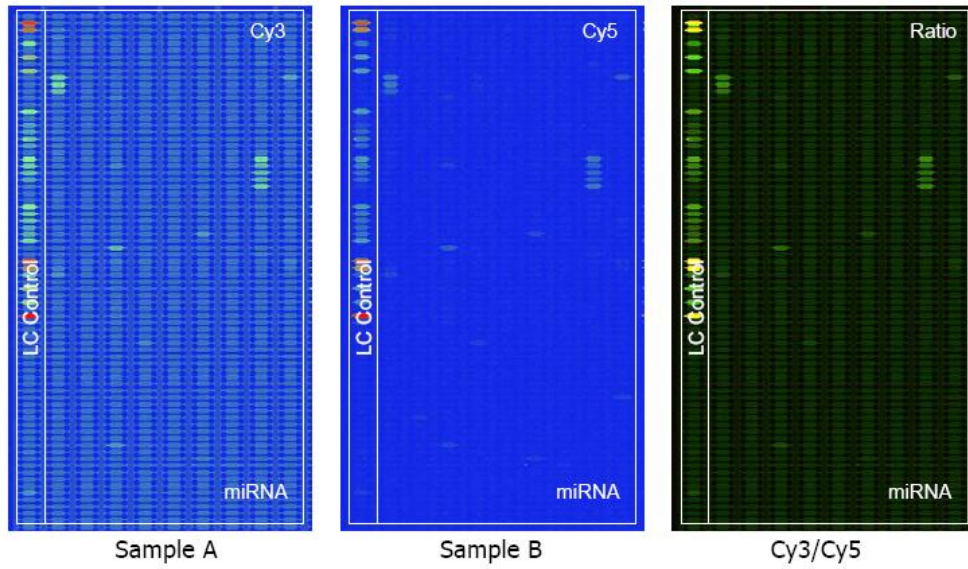 Cy3
LC Control
miRNA
Sample A
Cy5
LC Control
miRNA
Sample B
Ratio
LC Control
miRNA
Cy3/Cy5